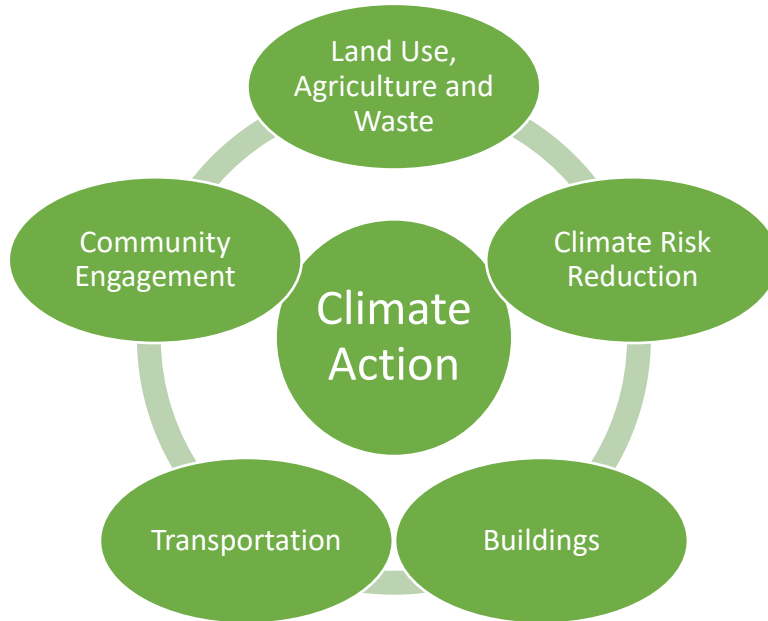 Land Use,
Agriculture and
Waste
Community
Engagement
Climate Risk
Reduction
Climate
Action
Transportation
Buildings